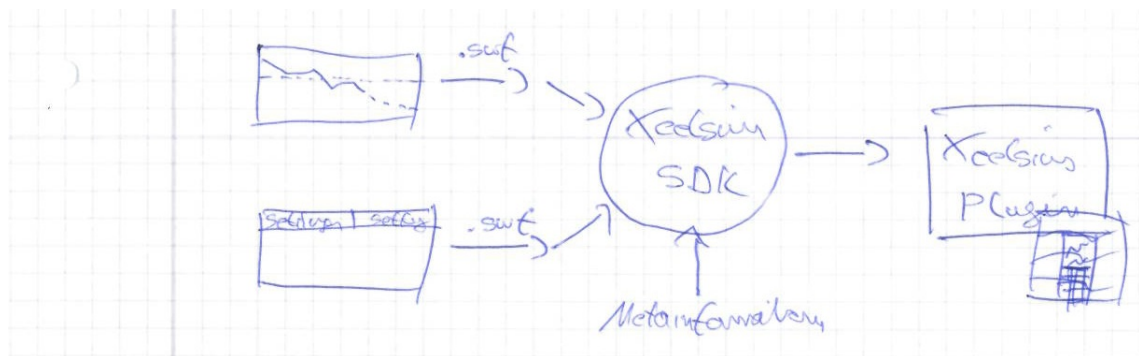 .swf
Xcelsius
SDK
Xcelsius
Plugin
.swf
Metainformation